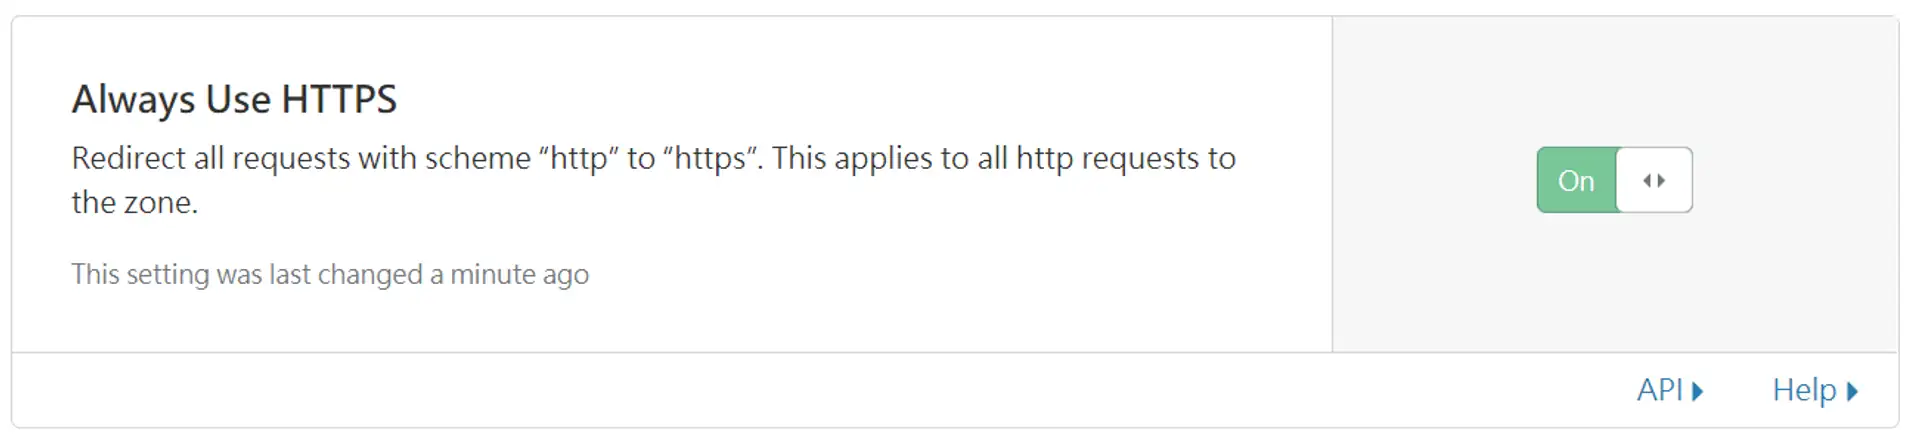 Always Use HTTPS
Redirect all requests with scheme “http” to “https”. This applies to all http requests to
the zone.
On
This setting was last changed a minute ago
API
Help